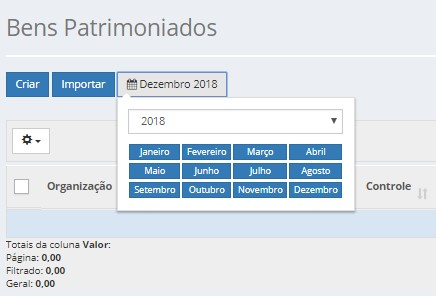 Bens Patrimoniados
Criar Importar Dezembro 2018
2018
Janeiro Fevereiro Março Abril
Maio Junho Julho Agosto
Setembro Outubro Novembro Dezembro
Organização Controle
Totais da coluna Valor:
Página: 0,00
Filtrado: 0,00
Geral: 0,00